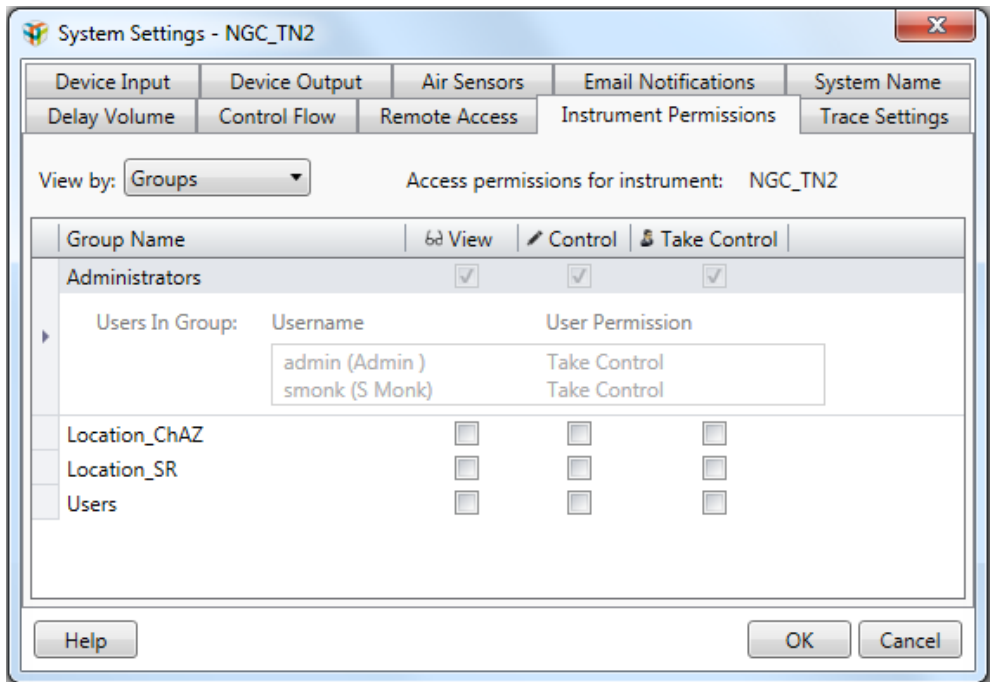 System Settings - NGC_TN2
Device Input Device Output Air Sensors Email Notifications System Name
Delay Volume Control Flow Remote Access Instrument Permissions Trace Settings
View by: Groups Access permissions for instrument: NGC_TN2
Group Name View Control Take Control
Administrators
Users In Group: Username User Permission
admin (Admin ) Take Control
smonk (S Monk) Take Control
Location_ChAZ
Location_SR
Users
Help OK Cancel